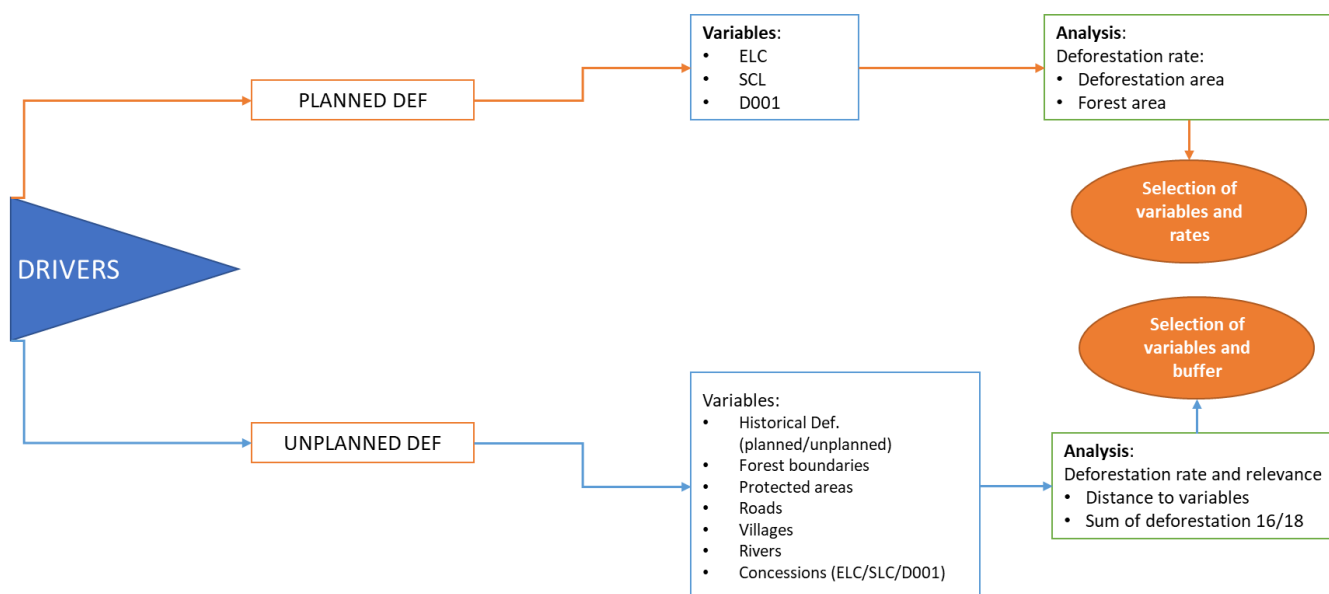 DRIVERS
PLANNED DEF
Variables:
• ELC
• SCL
• D001
Analysis:
Deforestation rate:
• Deforestation area
• Forest area
Selection of
variables and
rates
UNPLANNED DEF
Variables:
• Historical Def.
(planned/unplanned)
• Forest boundaries
• Protected areas
• Roads
• Villages
• Rivers
• Concessions (ELC/SLC/D001)
Analysis:
Deforestation rate and relevance
• Distance to variables
• Sum of deforestation 16/18
Selection of
variables and
buffer